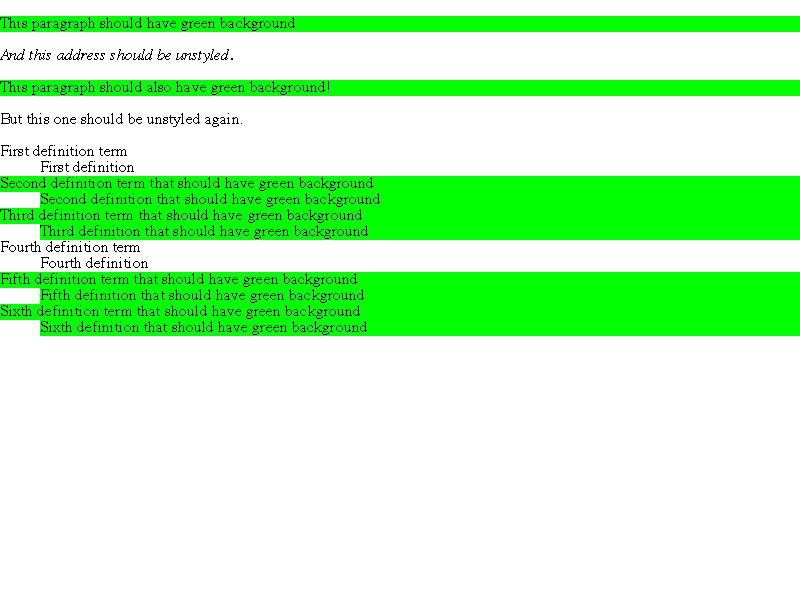 This paragraph should have green background
And this address should be unstyled.
This paragraph should also have green background!
But this one should be unstyled again.
First definition term
First definition
Second definition term that should have green background
Second definition that should have green background
Third definition term that should have green background
Third definition that should have green background
Fourth definition term
Fourth definition
Fifth definition term that should have green background
Fifth definition that should have green background
Sixth definition term that should have green background
Sixth definition that should have green background